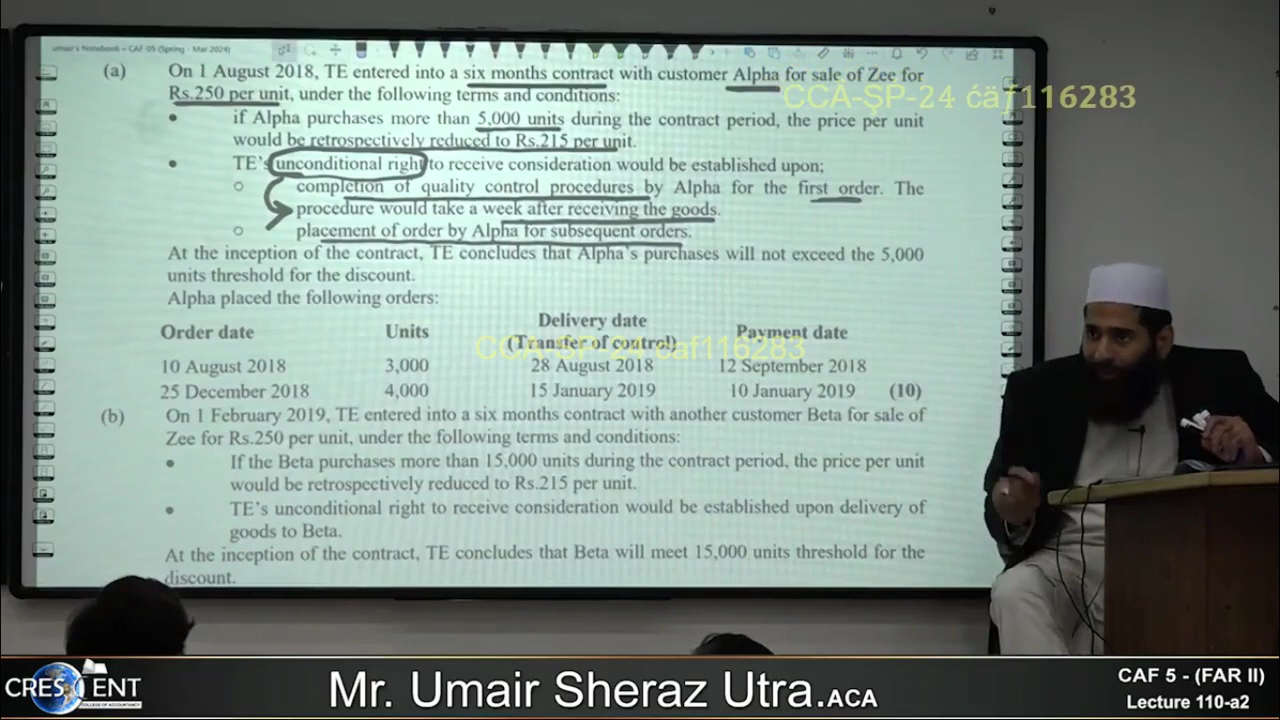 umair's Notebook • CAF 05 (Spring - Mar 2024)
(a) On 1 August 2018, TE entered into a six months contract with customer Alpha for sale of Zee for
Rs.250 per unit, under the following terms and conditions:
• if Alpha purchases more than 5,000 units during the contract period, the price per unit
would be retrospectively reduced to Rs.215 per unit.
• TE's unconditional right to receive consideration would be established upon;
o completion of quality control procedures by Alpha for the first order. The
procedure would take a week after receiving the goods.
o placement of order by Alpha for subsequent orders.
At the inception of the contract, TE concludes that Alpha's purchases will not exceed the 5,000
units threshold for the discount.
Alpha placed the following orders:
Order date Units Delivery date (Transfer of control) Payment date
10 August 2018 3,000 28 August 2018 12 September 2018
25 December 2018 4,000 15 January 2019 10 January 2019 (10)
(b) On 1 February 2019, TE entered into a six months contract with another customer Beta for sale of
Zee for Rs.250 per unit, under the following terms and conditions:
• If the Beta purchases more than 15,000 units during the contract period, the price per unit
would be retrospectively reduced to Rs.215 per unit.
• TE's unconditional right to receive consideration would be established upon delivery of
goods to Beta.
At the inception of the contract, TE concludes that Beta will meet 15,000 units threshold for the
discount.
CRESCENT
COLLEGE OF ACCOUNTANCY
Mr. Umair Sheraz Utra.ACA
CAF 5 - (FAR II)
Lecture 110-a2